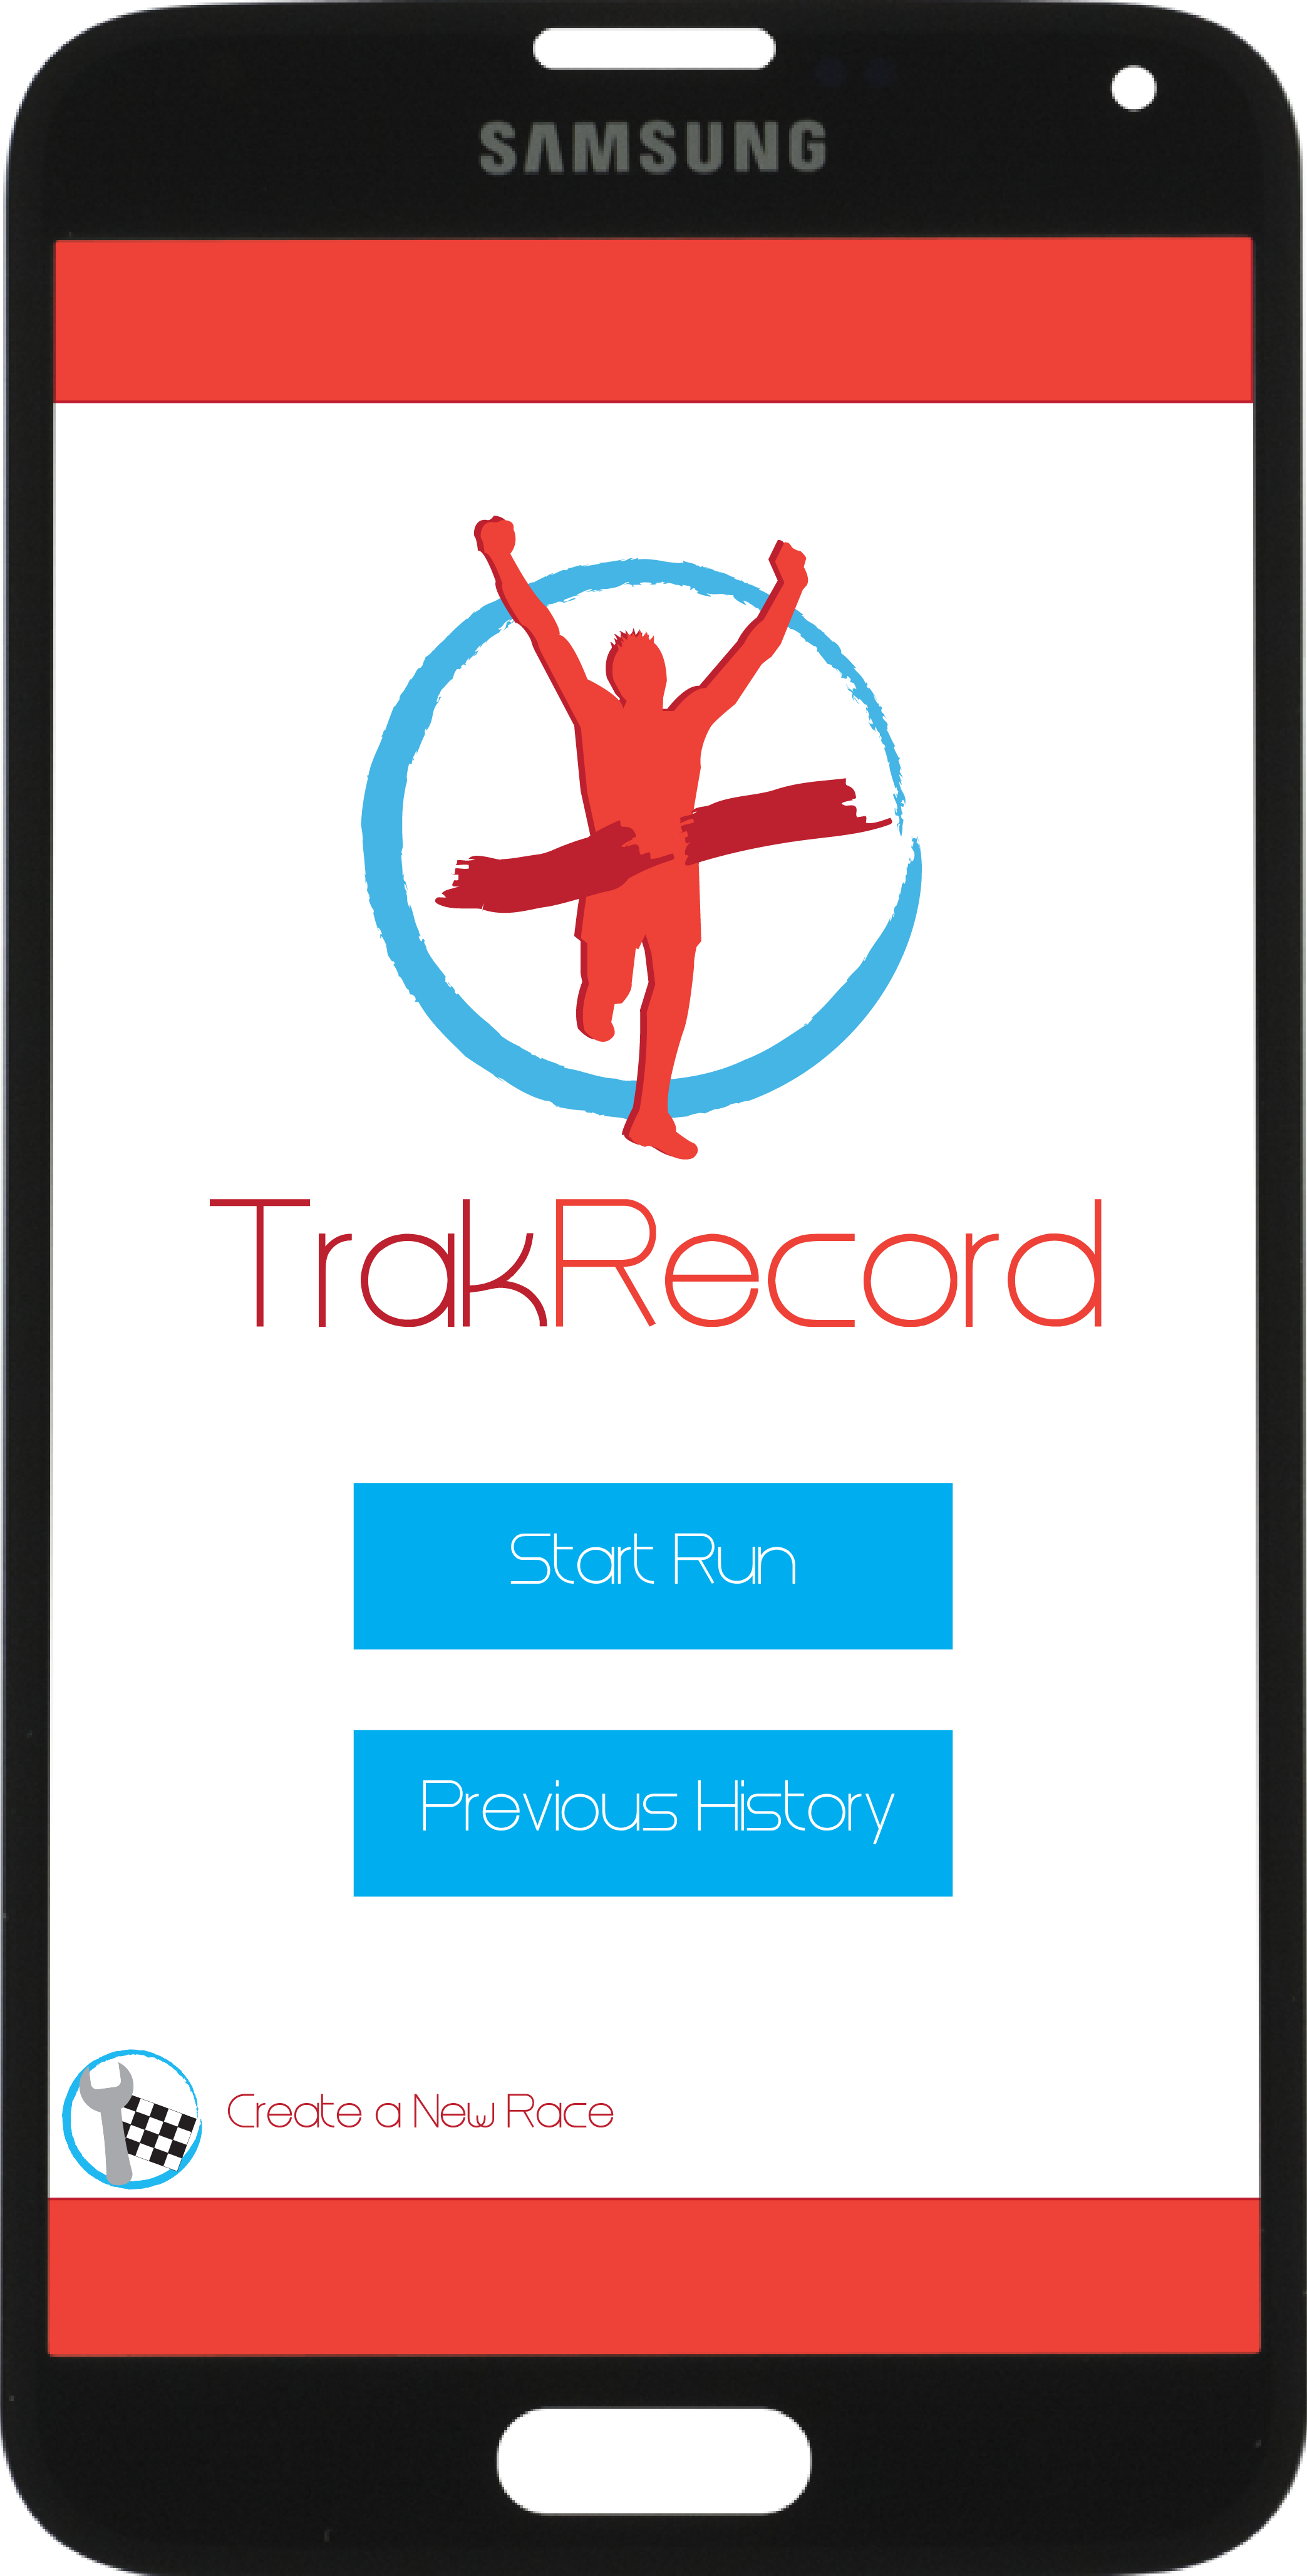 SAMSUNG
TrakRecord
Start Run
Previous History
Create a New Race